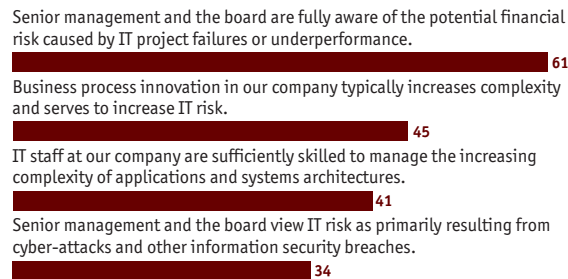 Senior management and the board are fully aware of the potential financial
risk caused by IT project failures or underperformance.
61
Business process innovation in our company typically increases complexity
and serves to increase IT risk.
45
IT staff at our company are sufficiently skilled to manage the increasing
complexity of applications and systems architectures.
41
Senior management and the board view IT risk as primarily resulting from
cyber-attacks and other information security breaches.
34